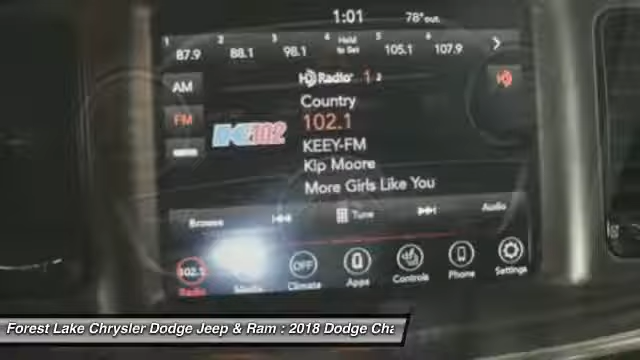 1:01 78°out.
1 2 3 4 5 6
87.9 88.1 98.1 Hold to Set 105.1 107.9
AM
FM
HD Radio 1 2
Country
102.1
KEEY-FM
Kip Moore
More Girls Like You
K102
Browse Tune Audio
102.1 OFF
Radio Media Climate Apps Controls Phone Settings
Forest Lake Chrysler Dodge Jeep & Ram : 2018 Dodge Cha